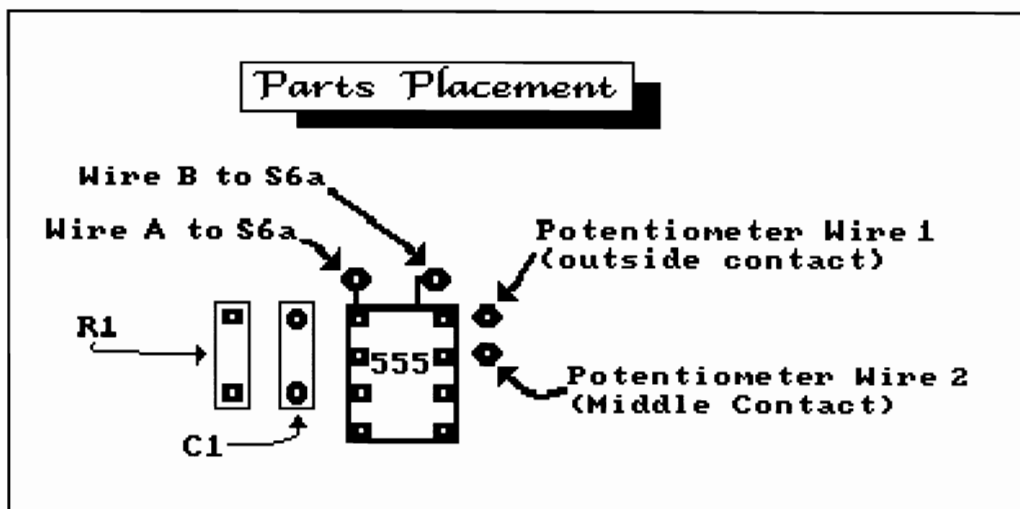 Parts Placement
Wire B to S6a
Wire A to S6a
Potentiometer Wire 1
(outside contact)
R1
555
Potentiometer Wire 2
(Middle Contact)
C1